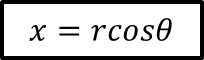 x = rcosθ